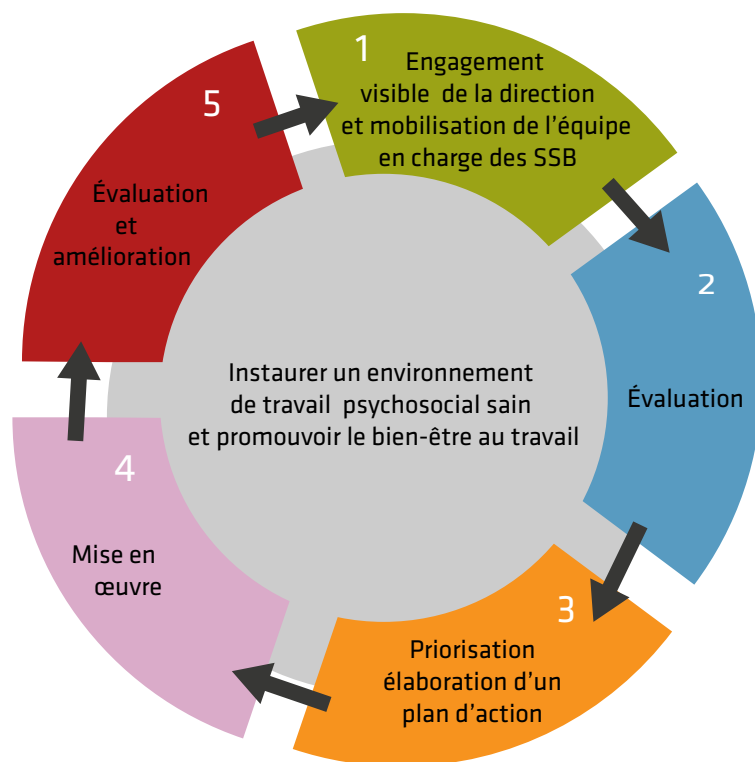 1
Engagement
visible de la direction
et mobilisation de l'équipe
en charge des SSB
2
Évaluation
3
Priorisation
élaboration d'un
plan d'action
4
Mise en
œuvre
5
Évaluation
et
amélioration
Instaurer un environnement
de travail psychosocial sain
et promouvoir le bien-être au travail